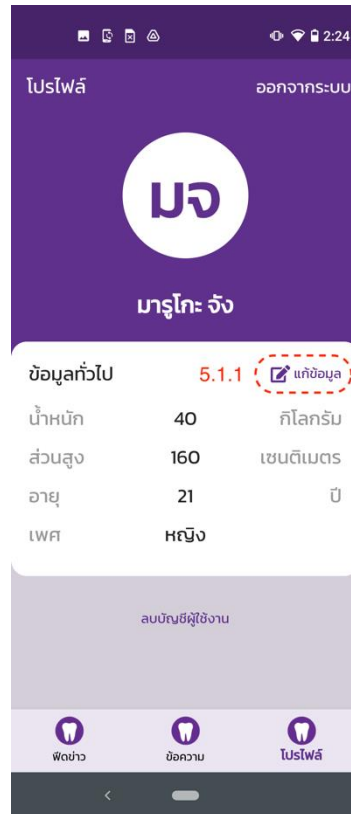 2:24
โปรไฟล์ ออกจากระบบ
มจ
มารูโกะ จัง
ข้อมูลทั่วไป 5.1.1 แก้ข้อมูล
น้ำหนัก 40 กิโลกรัม
ส่วนสูง 160 เซนติเมตร
อายุ 21 ปี
เพศ หญิง
ลบบัญชีผู้ใช้งาน
ฟีดข่าว ข้อความ โปรไฟล์